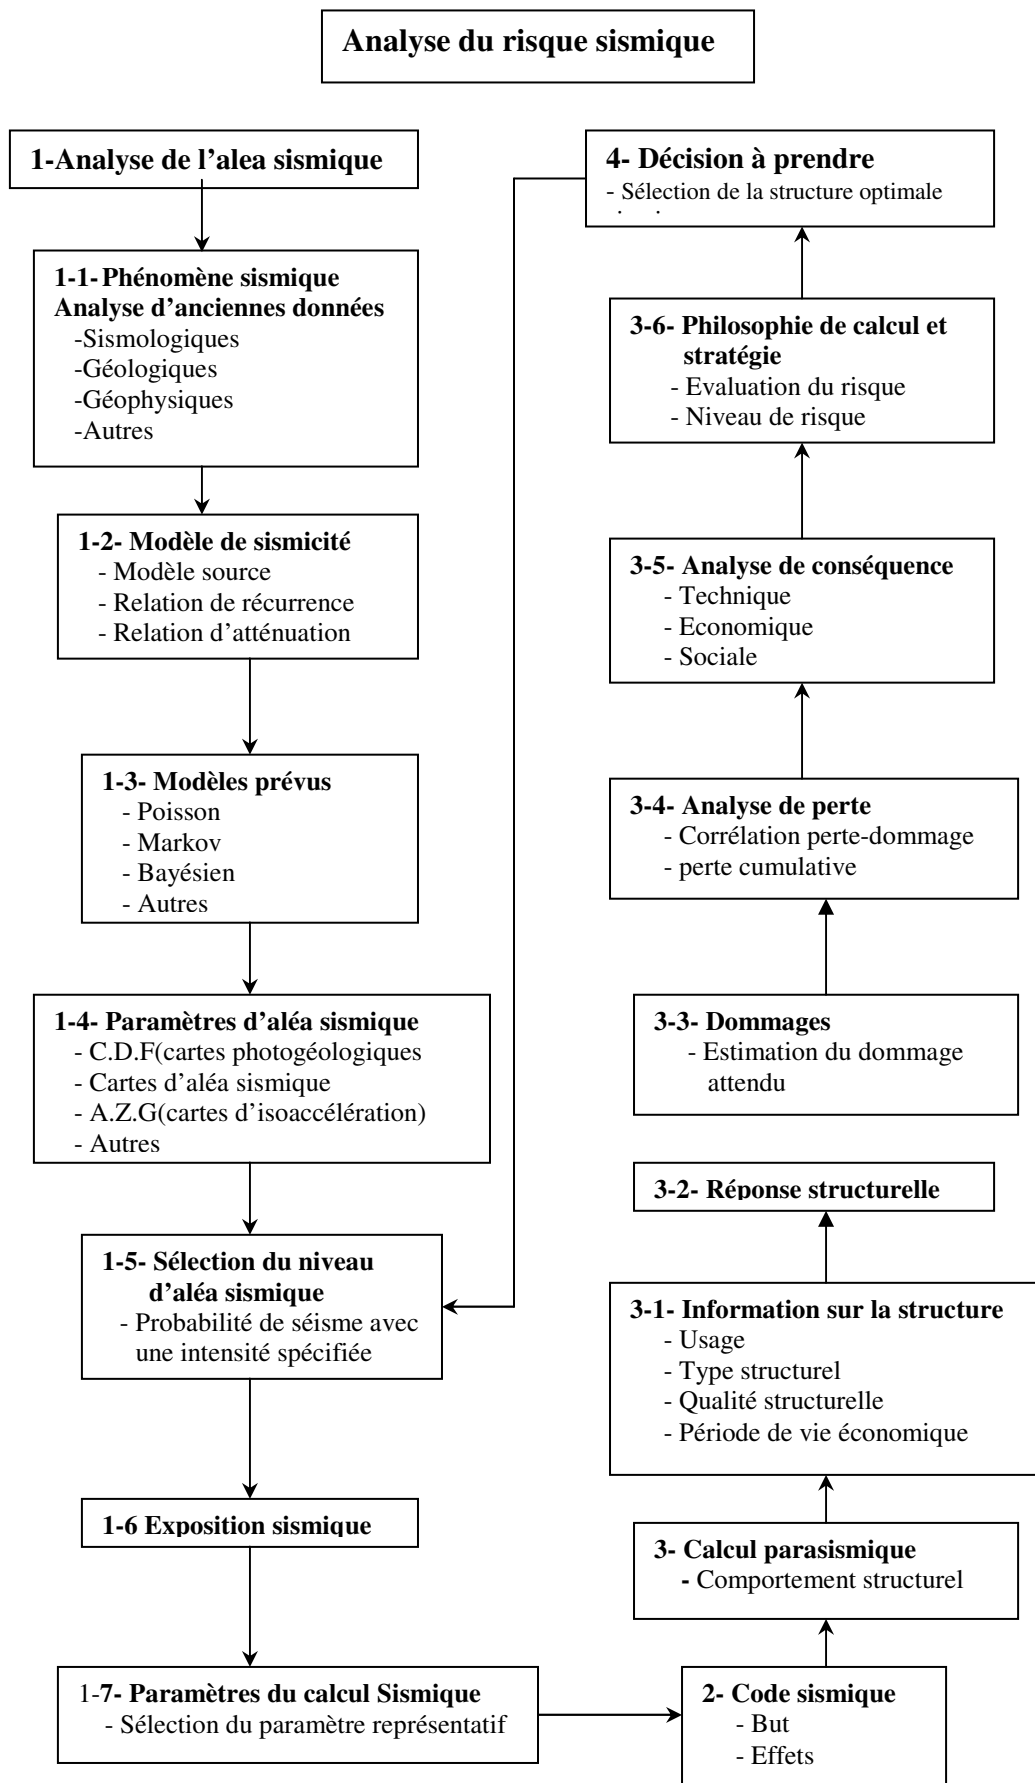 Analyse du risque sismique
1-Analyse de l’alea sismique
1-1- Phénomène sismique
Analyse d’anciennes données
-Sismologiques
-Géologiques
-Géophysiques
-Autres
1-2- Modèle de sismicité
- Modèle source
- Relation de récurrence
- Relation d’atténuation
1-3- Modèles prévus
- Poisson
- Markov
- Bayésien
- Autres
1-4- Paramètres d’aléa sismique
- C.D.F(cartes photogéologiques
- Cartes d’aléa sismique
- A.Z.G(cartes d’isoaccélération)
- Autres
1-5- Sélection du niveau
d’aléa sismique
- Probabilité de séisme avec
une intensité spécifiée
1-6 Exposition sismique
1-7- Paramètres du calcul Sismique
- Sélection du paramètre représentatif
2- Code sismique
- But
- Effets
3- Calcul parasismique
- Comportement structurel
3-1- Information sur la structure
- Usage
- Type structurel
- Qualité structurelle
- Période de vie économique
3-2- Réponse structurelle
3-3- Dommages
- Estimation du dommage
attendu
3-4- Analyse de perte
- Corrélation perte-dommage
- perte cumulative
3-5- Analyse de conséquence
- Technique
- Economique
- Sociale
3-6- Philosophie de calcul et
stratégie
- Evaluation du risque
- Niveau de risque
4- Décision à prendre
- Sélection de la structure optimale